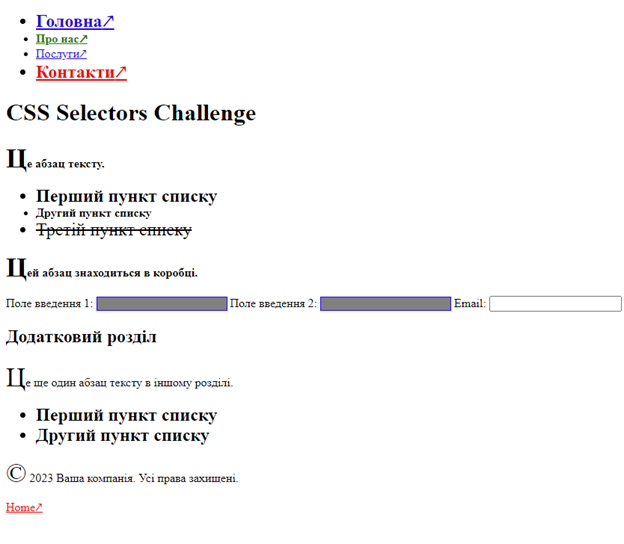 Головна↗
Про нас↗
Послуги↗
Контакти↗
CSS Selectors Challenge
Це абзац тексту.
Перший пункт списку
Другий пункт списку
Третій пункт списку
Цей абзац знаходиться в коробці.
Поле введення 1: Поле введення 2: Email:
Додатковий розділ
Це ще один абзац тексту в іншому розділі.
Перший пункт списку
Другий пункт списку
© 2023 Ваша компанія. Усі права захищені.
Home↗